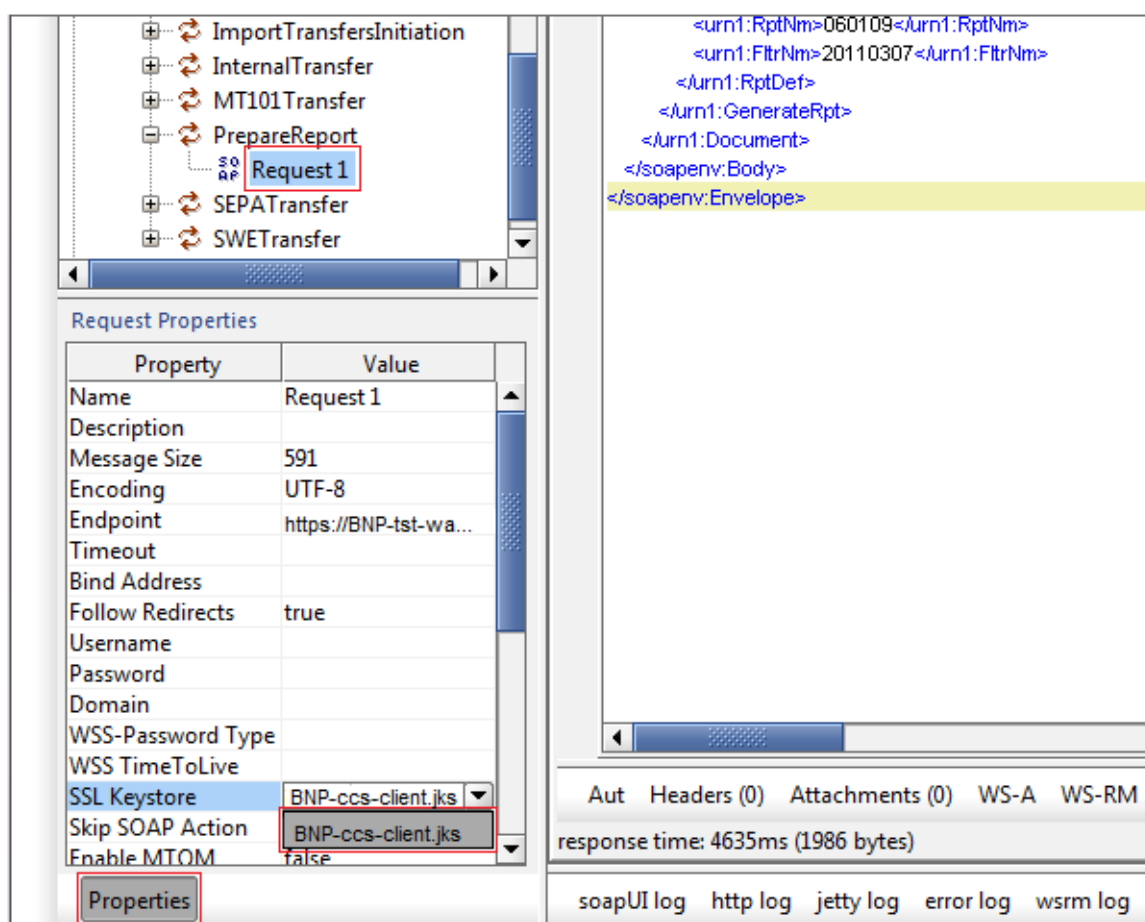 ImportTransfersInitiation
InternalTransfer
MT101Transfer
PrepareReport
SO
AP
Request 1
SEPATransfer
SWETransfer
Request Properties
Property Value
Name Request 1
Description
Message Size 591
Encoding UTF-8
Endpoint https://BNP-tst-wa...
Timeout
Bind Address
Follow Redirects true
Username
Password
Domain
WSS-Password Type
WSS TimeToLive
SSL Keystore BNP-ccs-client.jks
Skip SOAP Action BNP-ccs-client.jks
Enable MTOM false
Properties
<urn1:RptNm>060109</urn1:RptNm>
<urn1:FltrNm>20110307</urn1:FltrNm>
</urn1:RptDef>
</urn1:GenerateRpt>
</urn1:Document>
</soapenv:Body>
</soapenv:Envelope>
Aut Headers (0) Attachments (0) WS-A WS-RM
response time: 4635ms (1986 bytes)
soapUI log http log jetty log error log wsrm log